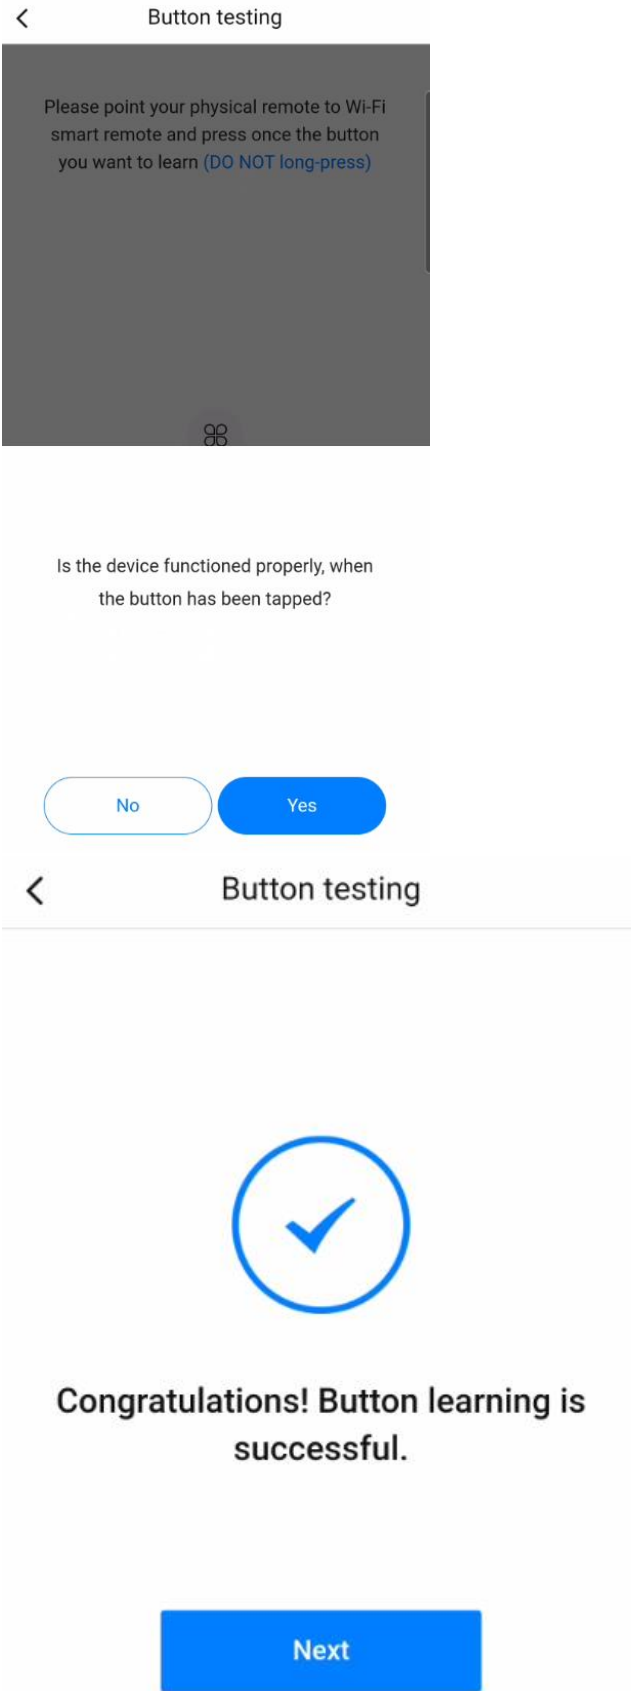 Button testing
Please point your physical remote to Wi-Fi
smart remote and press once the button
you want to learn (DO NOT long-press)
Is the device functioned properly, when
the button has been tapped?
No
Yes
Button testing
Congratulations! Button learning is
successful.
Next